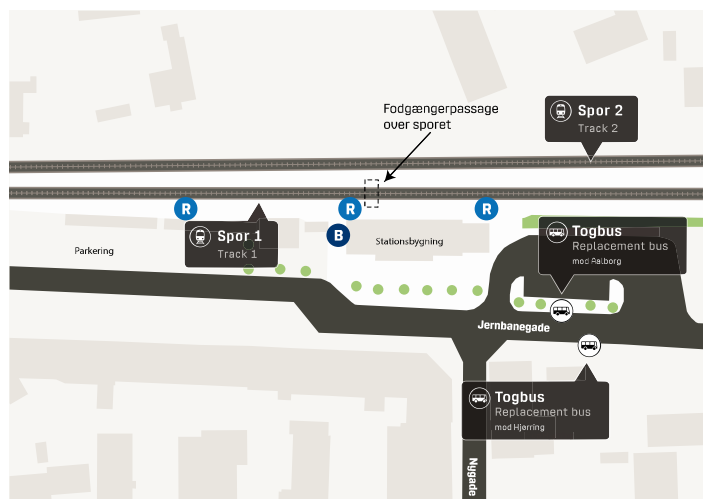 Fodgængerpassage
over sporet
Spor 2
Track 2
R
R
R
B
Spor 1
Track 1
Stationsbygning
Parkering
Togbus
Replacement bus
mod Aalborg
Jernbanegade
Togbus
Replacement bus
mod Hjørring
Nygade